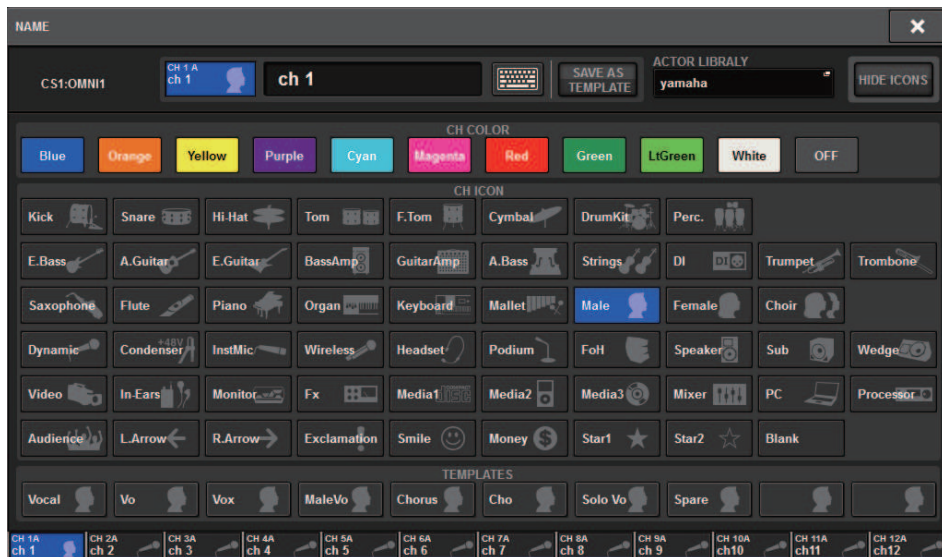 NAME
CS1:OMNI1
CH 1 A
ch 1
ch 1
SAVE AS
TEMPLATE
ACTOR LIBRALY
yamaha
HIDE ICONS
CH COLOR
Blue Orange Yellow Purple Cyan Magenta Red Green LtGreen White OFF
CH ICON
Kick Snare Hi-Hat Tom F.Tom Cymbal DrumKit Perc.
E.Bass A.Guitar E.Guitar BassAmp GuitarAmp A.Bass Strings DI DI Trumpet Trombone
Saxophone Flute Piano Organ Keyboard Mallet Male Female Choir
Dynamic Condenser +48V InstMic Wireless Headset Podium FoH Speaker Sub Wedge
Video In-Ears Monitor Fx Media1 Media2 Media3 Mixer PC Processor
Audience L.Arrow R.Arrow Exclamation Smile Money $ Star1 Star2 Blank
TEMPLATES
Vocal Vo Vox MaleVo Chorus Cho Solo Vo Spare
CH 1A CH 2A CH 3A CH 4A CH 5A CH 6A CH 7A CH 8A CH 9A CH 10A CH 11A CH 12A
ch 1 ch 2 ch 3 ch 4 ch 5 ch 6 ch 7 ch 8 ch 9 ch10 ch11 ch12